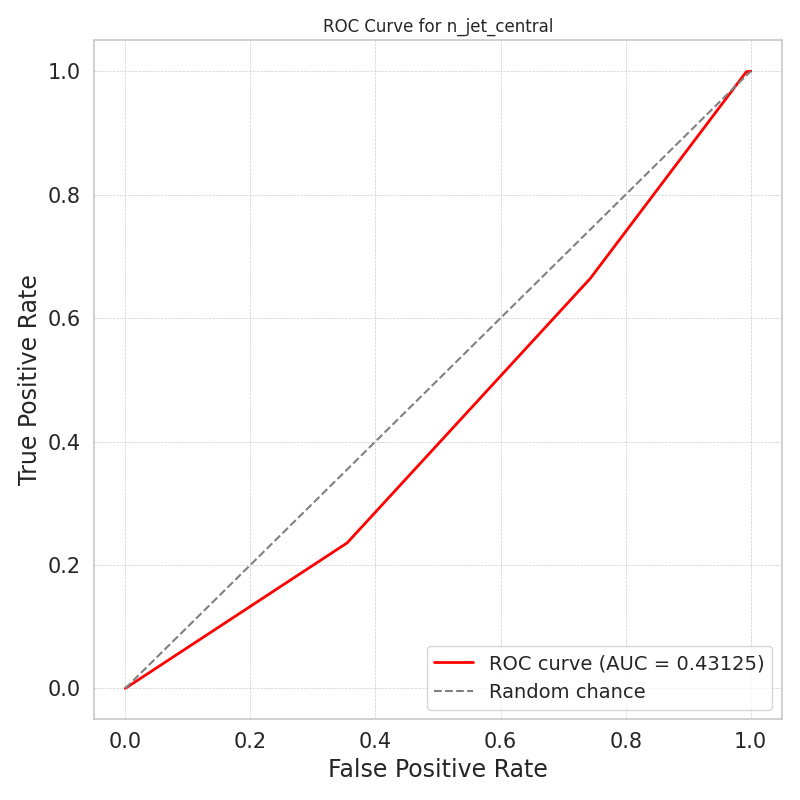 ROC Curve for n_jet_central
1.0
0.8
0.6
0.4
0.2
0.0
True Positive Rate
ROC curve (AUC = 0.43125)
Random chance
0.0 0.2 0.4 0.6 0.8 1.0
False Positive Rate